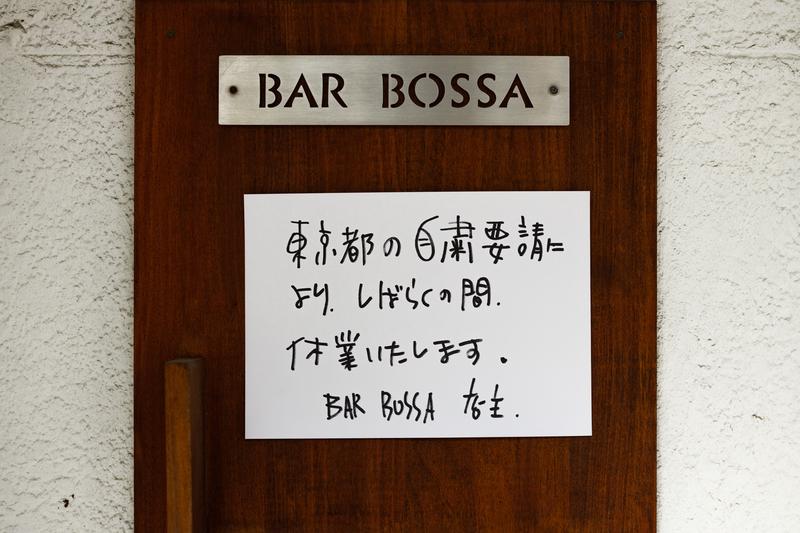 BAR BOSSA
東京都の自粛要請に
より、しばらくの間、
休業いたします。
BAR BOSSA 店主.